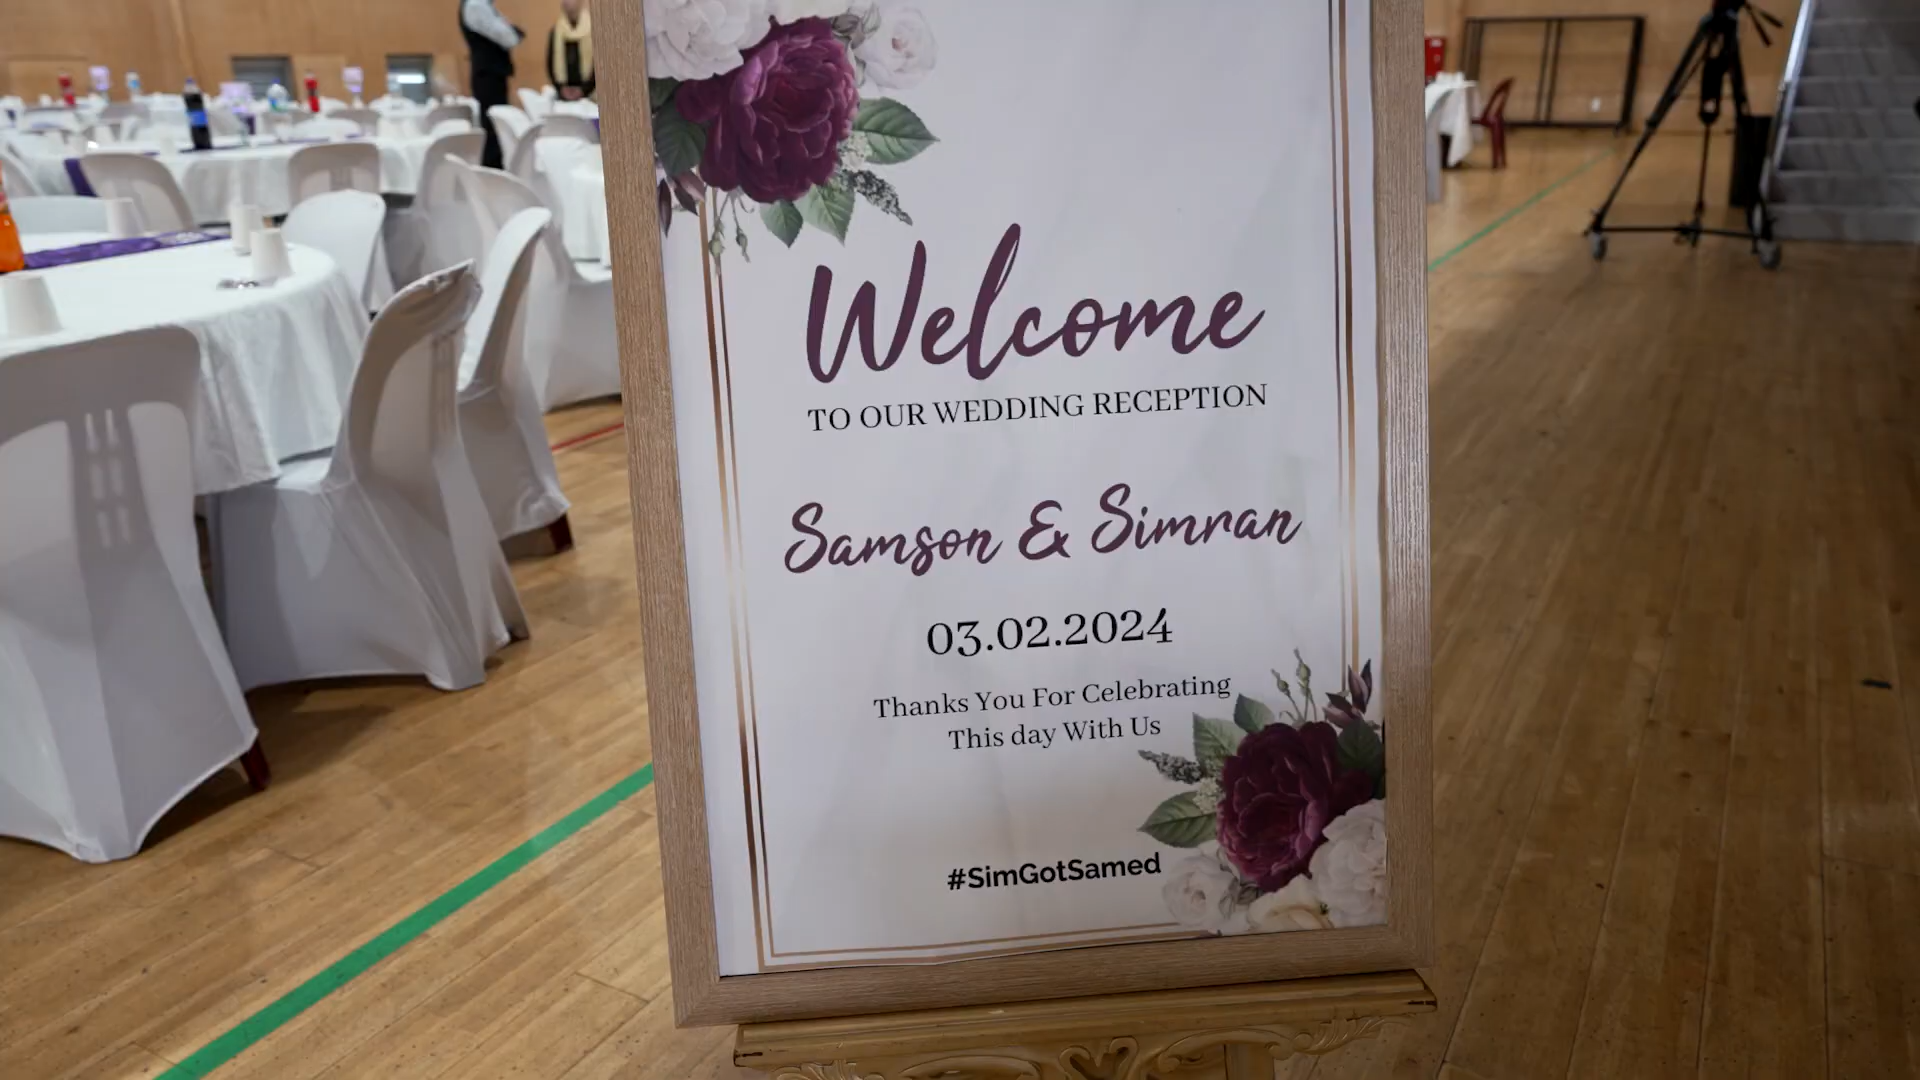 Welcome
TO OUR WEDDING RECEPTION
Samson & Simran
03.02.2024
Thanks You For Celebrating
This day With Us
#SimGotSamed